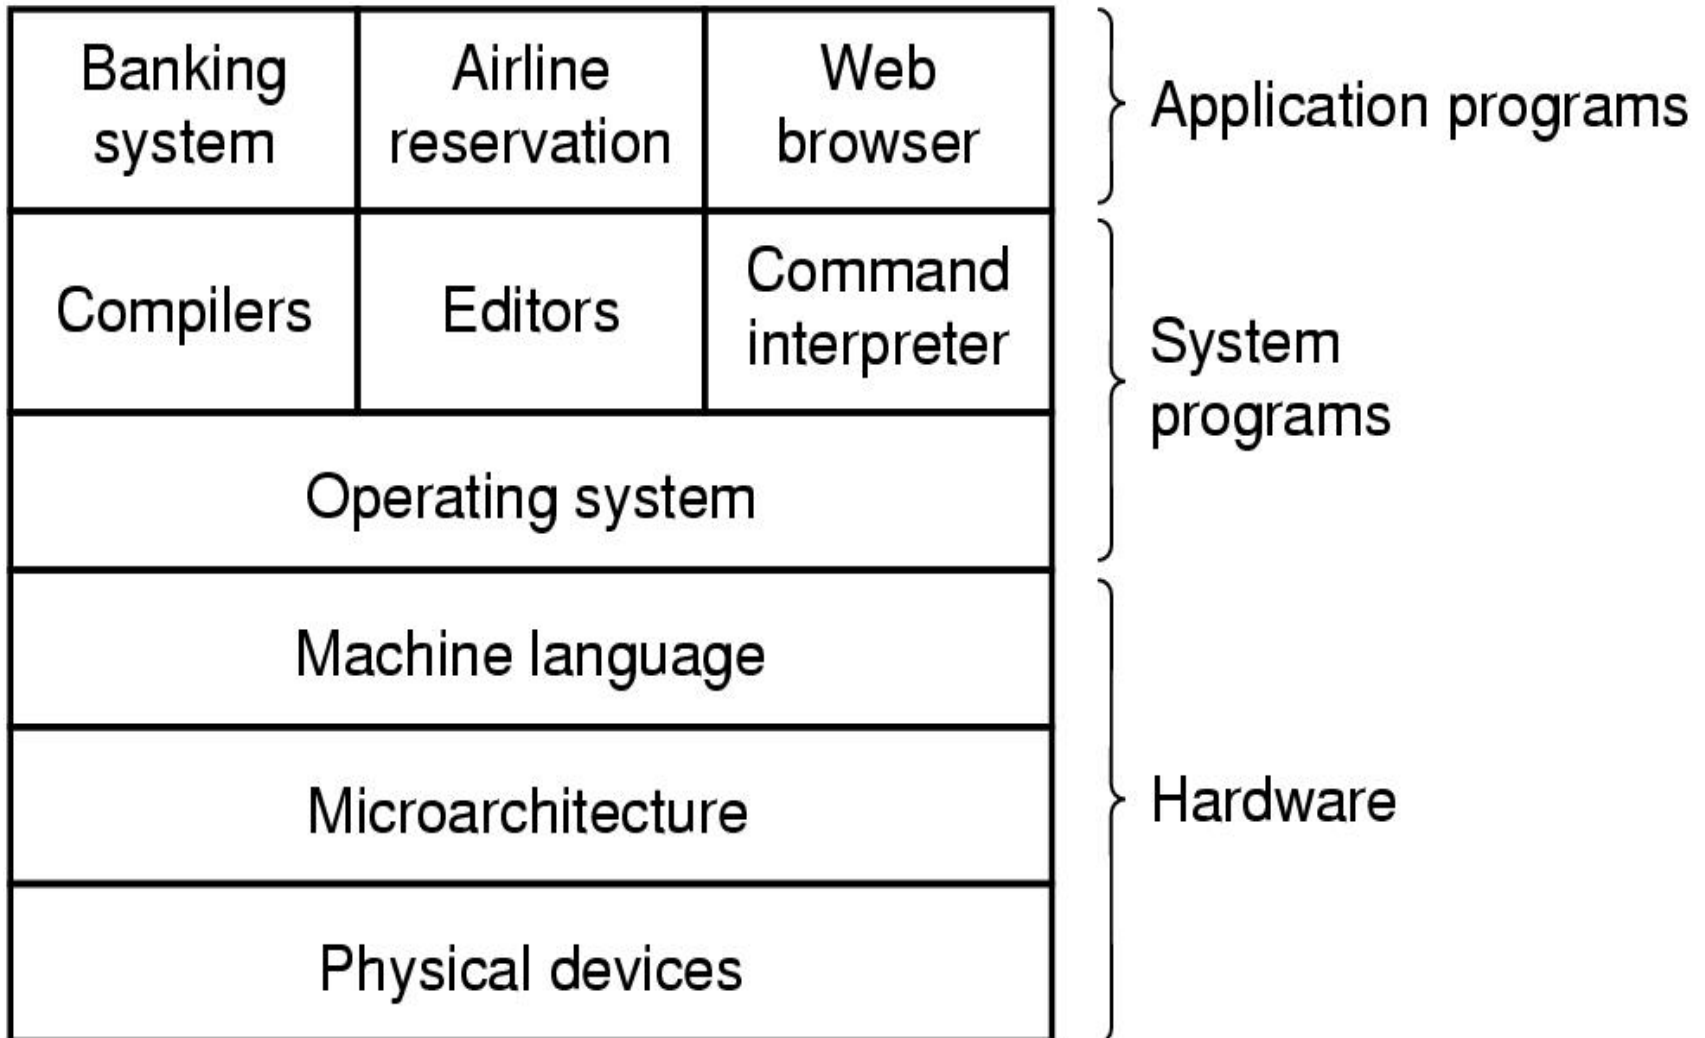 Banking
system
Airline
reservation
Web
browser
Application programs
Compilers
Editors
Command
interpreter
System
programs
Operating system
Machine language
Microarchitecture
Hardware
Physical devices